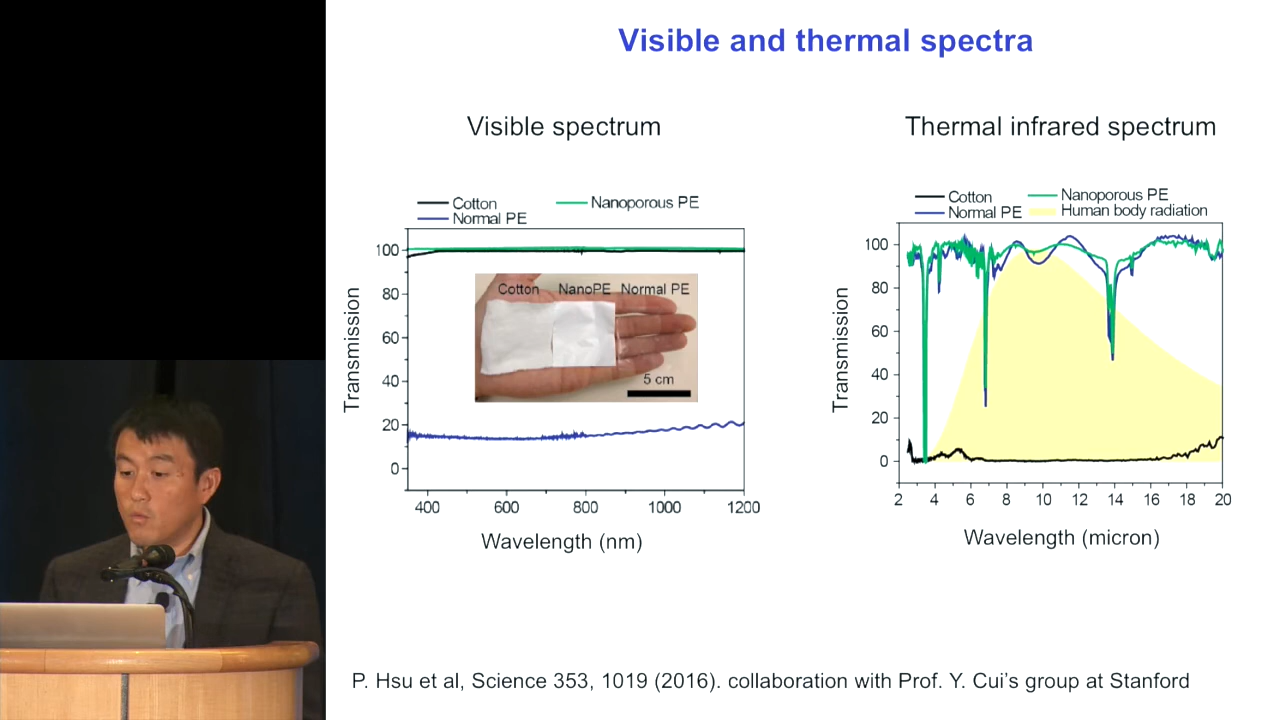 Visible and thermal spectra
Visible spectrum
Cotton
Nanoporous PE
Normal PE
100
80
60
40
20
0
Transmission
Cotton NanoPE Normal PE
5 cm
400 600 800 1000 1200
Wavelength (nm)
Thermal infrared spectrum
Cotton
Nanoporous PE
Normal PE
Human body radiation
100
80
60
40
20
0
Transmission
2 4 6 8 10 12 14 16 18 20
Wavelength (micron)
P. Hsu et al, Science 353, 1019 (2016). collaboration with Prof. Y. Cui's group at Stanford